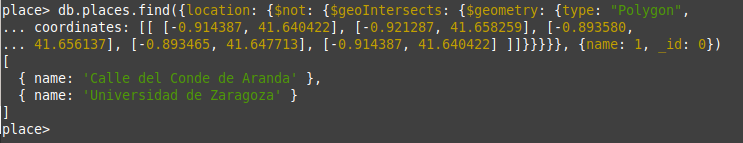 place> db.places.find({location: {$not: {$geoIntersects: {$geometry: {type: "Polygon",
... coordinates: [[ [-0.914387, 41.640422], [-0.921287, 41.658259], [-0.893580,
... 41.656137], [-0.893465, 41.647713], [-0.914387, 41.640422] ]]}}}}}, {name: 1, _id: 0})
[
  { name: 'Calle del Conde de Aranda' },
  { name: 'Universidad de Zaragoza' }
]
place>